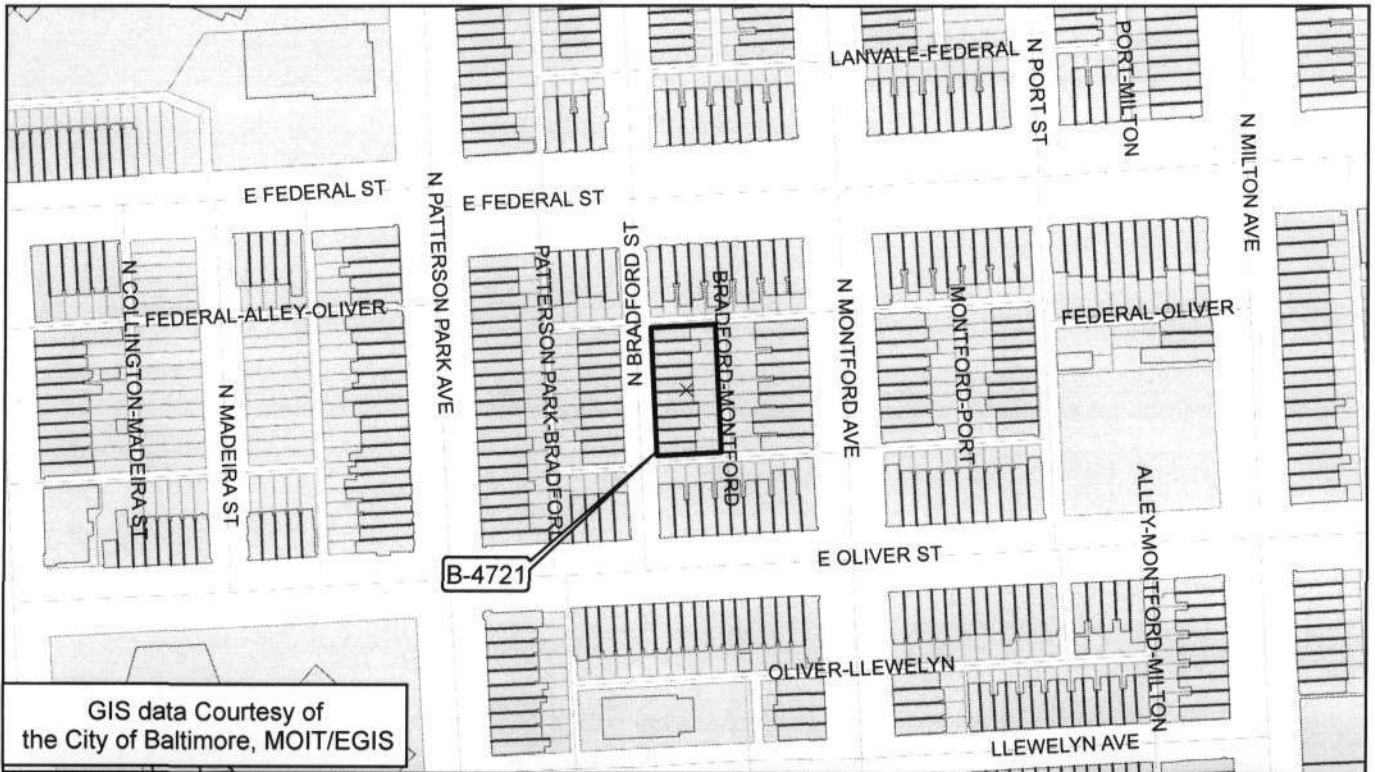 LANVALE-FEDERAL
N PORT ST
PORT-MILTON
N MILTON AVE
E FEDERAL ST
N PATTERSON PARK AVE
E FEDERAL ST
N COLLINGTON-MADEIRA ST
FEDERAL-ALLEY-OLIVER
N MADEIRA ST
PATTERSON PARK-BRADFORD
N BRADFORD ST
BRADFORD-MONTFORD
N MONTFORD AVE
MONTFORD-PORT
FEDERAL-OLIVER
ALLEY-MONTFORD-MILTON
E OLIVER ST
B-4721
OLIVER-LLEWELYN
LLEWELYN AVE
GIS data Courtesy of
the City of Baltimore, MOIT/EGIS